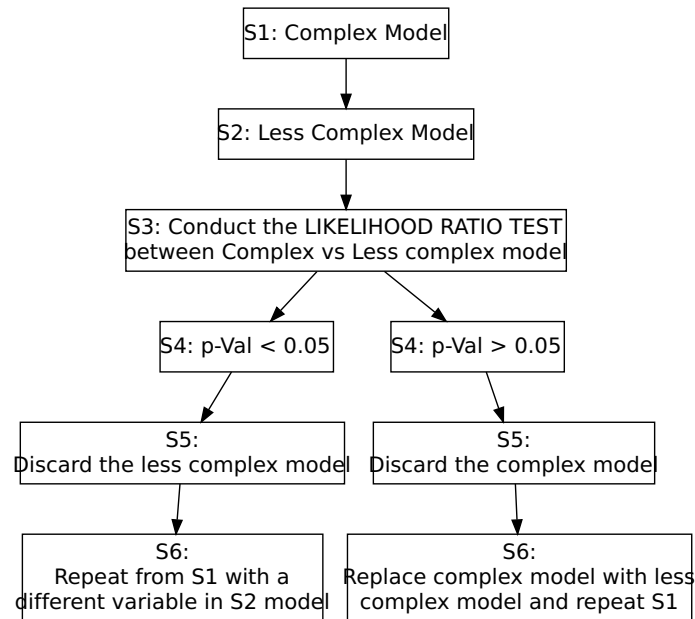 S1: Complex Model
S2: Less Complex Model
S3: Conduct the LIKELIHOOD RATIO TEST
between Complex vs Less complex model
S4: p-Val < 0.05
S4: p-Val > 0.05
S5:
Discard the less complex model
S5:
Discard the complex model
S6:
Repeat from S1 with a
different variable in S2 model
S6:
Replace complex model with less
complex model and repeat S1